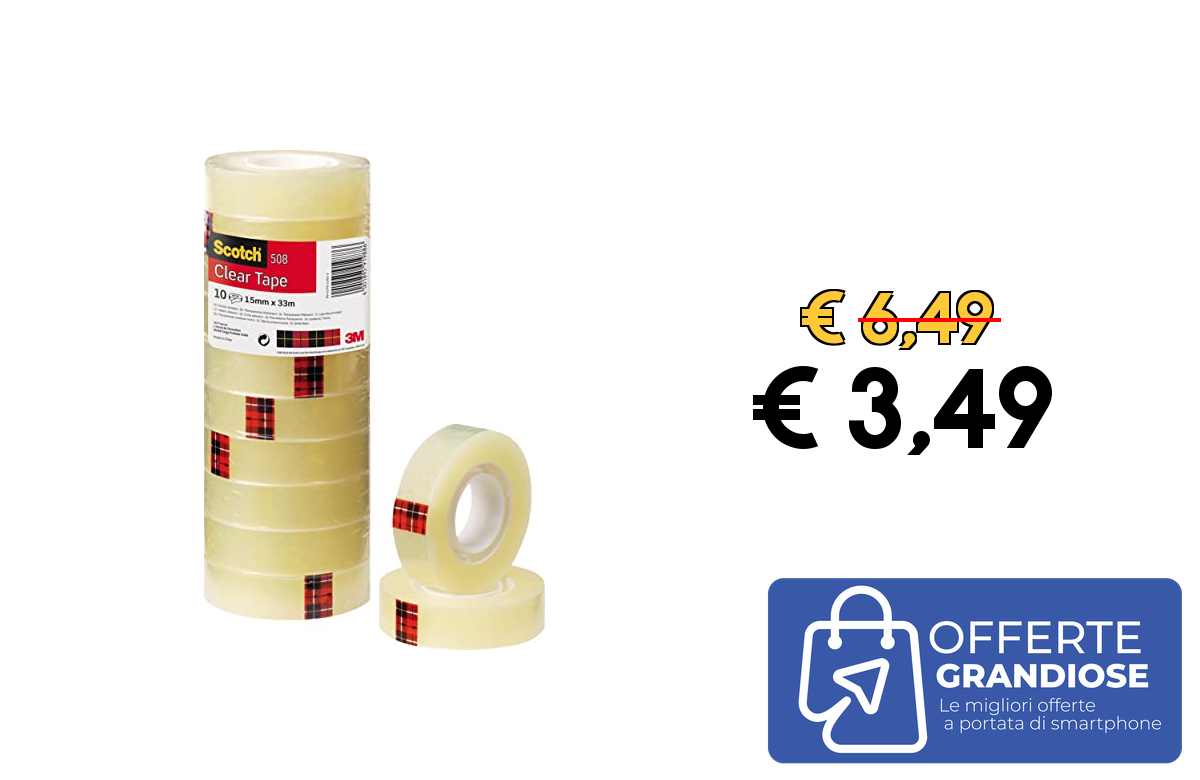 Scotch 508
Clear Tape
10 15mm x 33m
3M
€ 6,49
€ 3,49
OFFERTE
GRANDIOSE
Le migliori offerte
a portata di smartphone